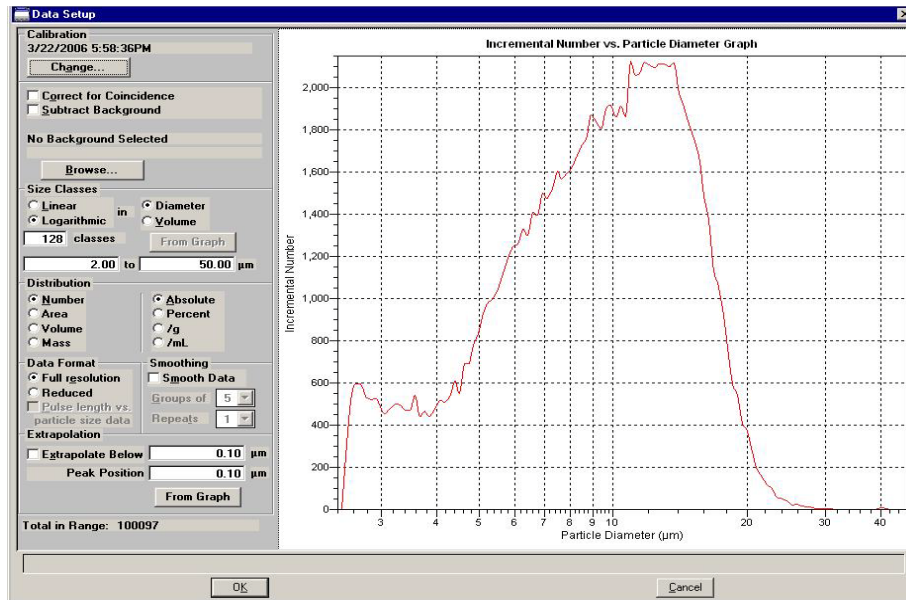 Data Setup
Calibration
3/22/2006 5:58:36PM
Change...
Correct for Coincidence
Subtract Background
No Background Selected
Browse...
Size Classes
Linear
Logarithmic
in
Diameter
Volume
128 classes
From Graph
2.00 to 50.00 µm
Distribution
Number
Area
Volume
Mass
Absolute
Percent
/g
/mL
Data Format
Full resolution
Reduced
Pulse length vs.
particle size data
Smoothing
Smooth Data
Groups of 5
Repeats 1
Extrapolation
Extrapolate Below 0.10 µm
Peak Position 0.10 µm
From Graph
Total in Range: 100097
Incremental Number vs. Particle Diameter Graph
Incremental Number
2,000
1,800
1,600
1,400
1,200
1,000
800
600
400
200
0
3 4 5 6 7 8 9 10 20 30 40
Particle Diameter (µm)
OK
Cancel